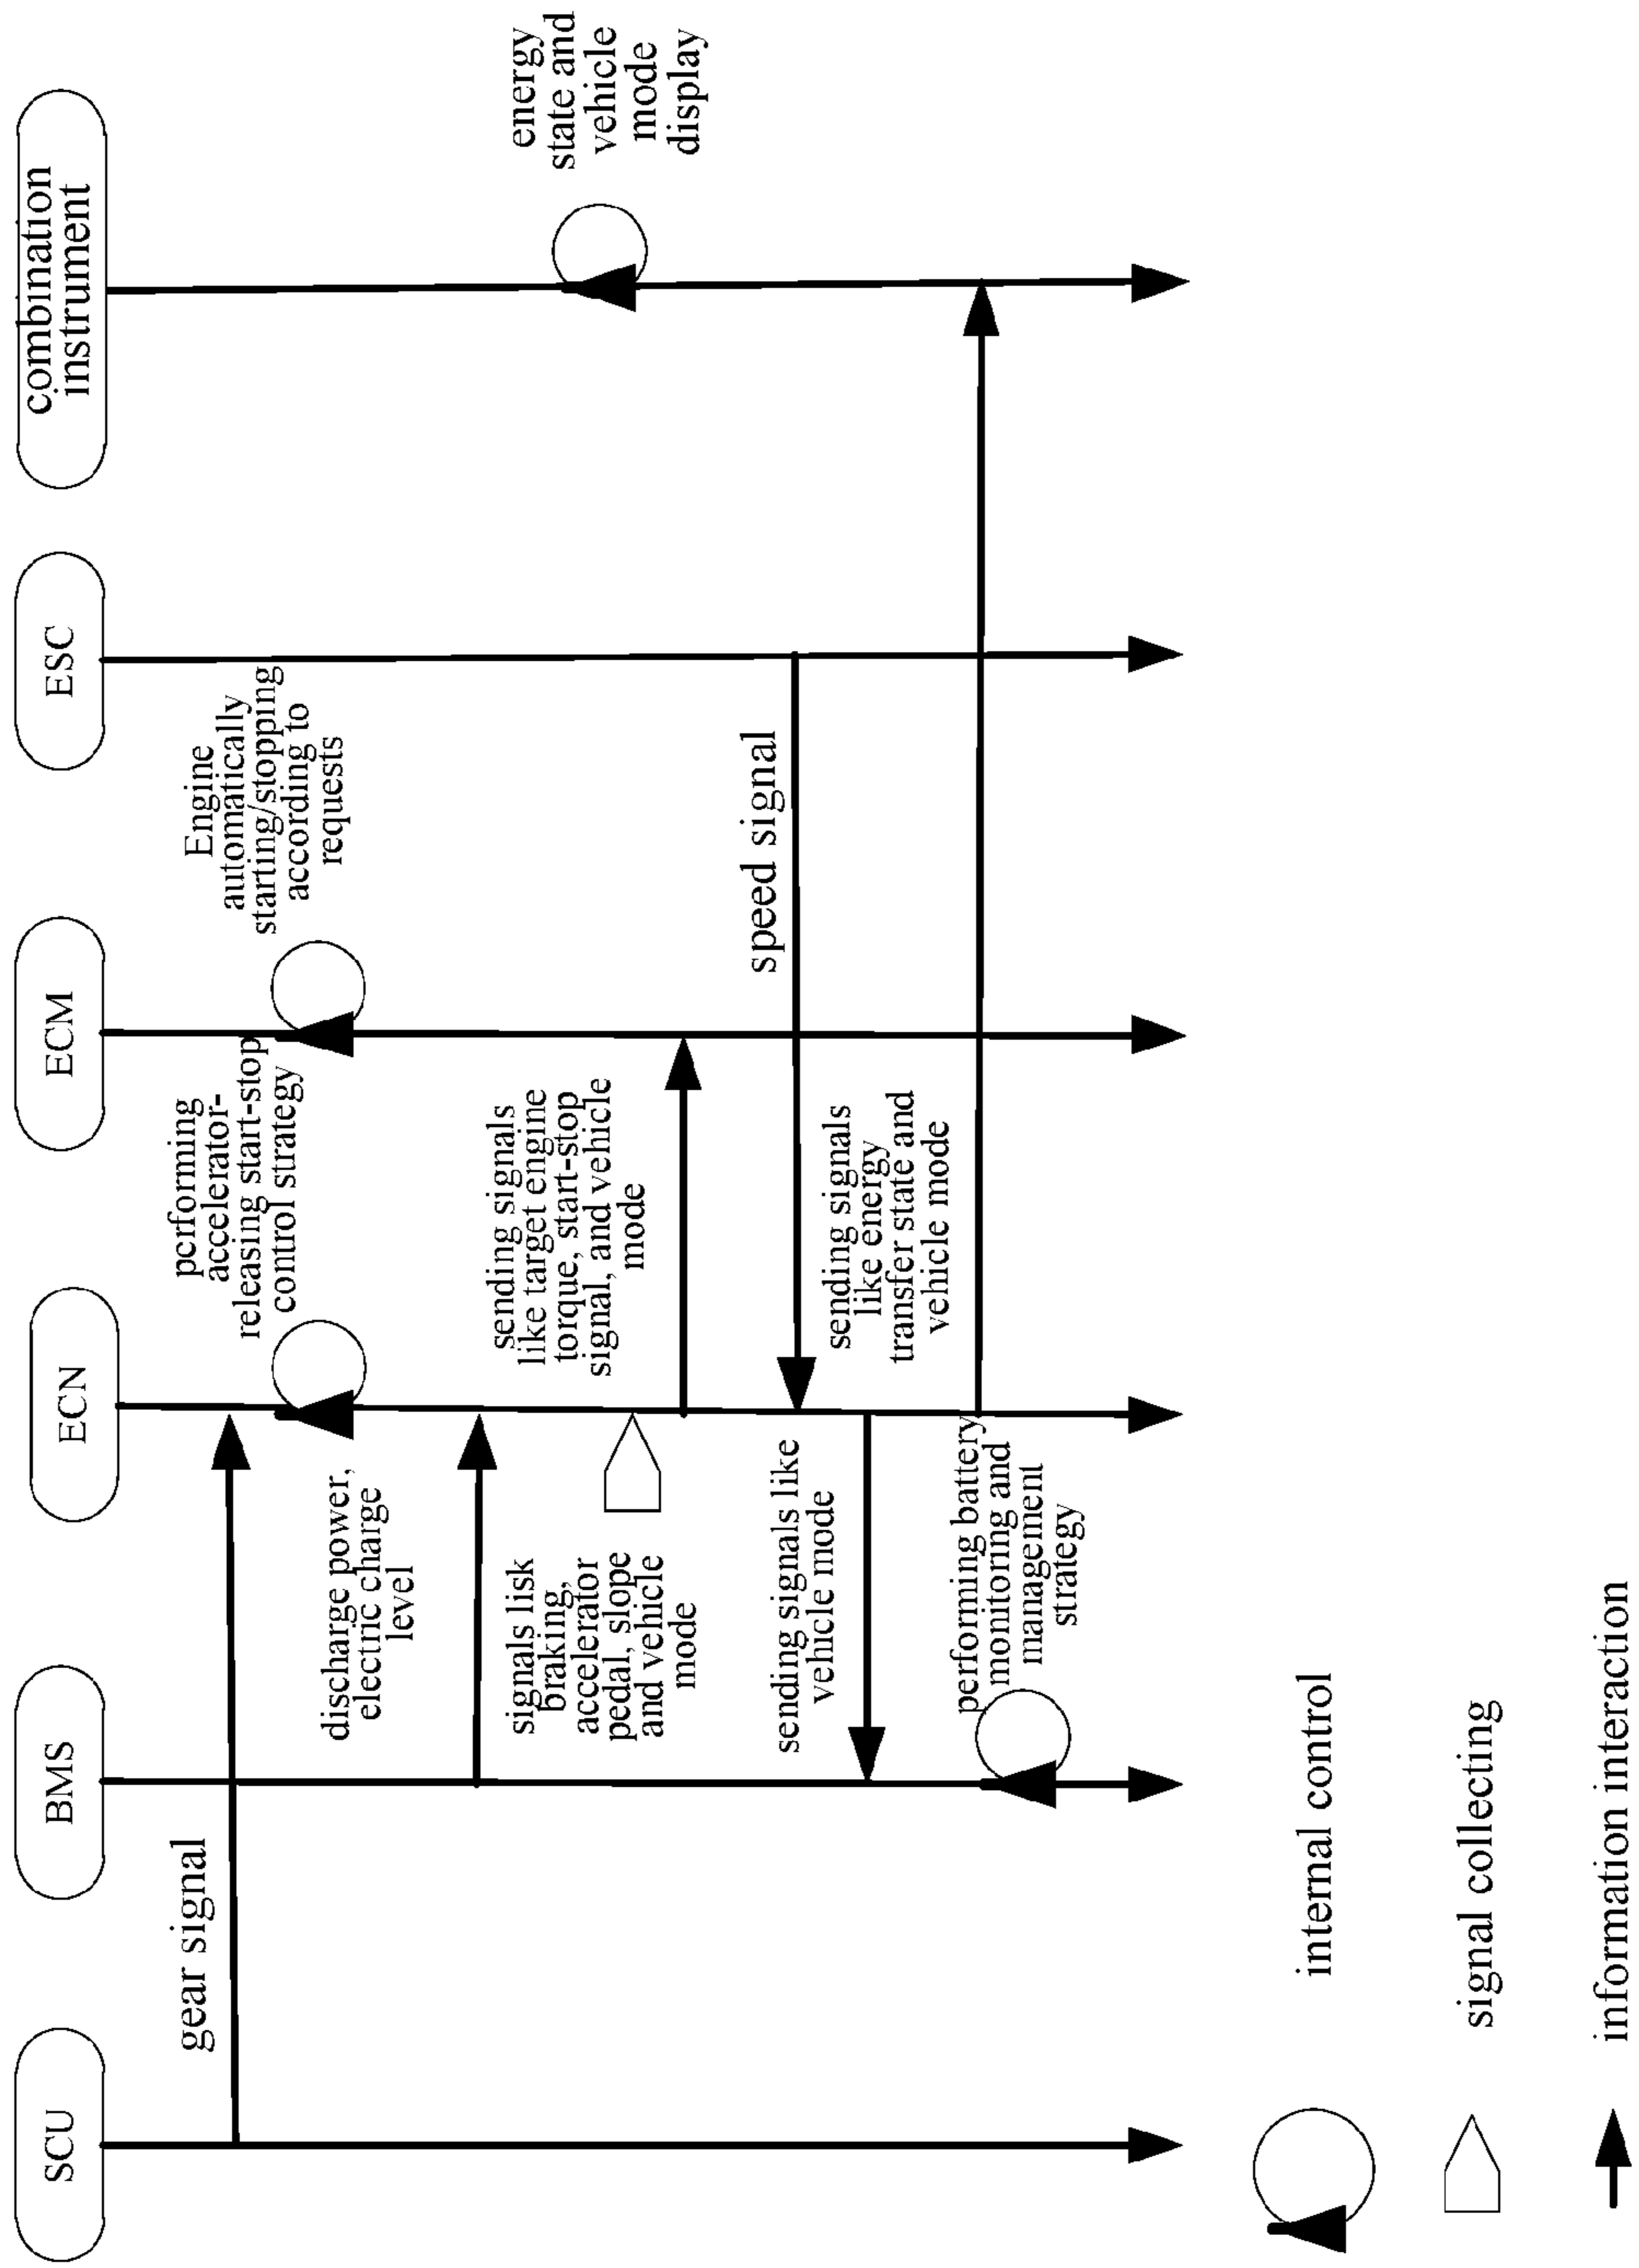 SCU
BMS
ECN
ECM
ESC
combination
instrument
gear signal
performing
accelerator-
releasing start-stop
control strategy
Engine
automatically
starting/stopping
according to
requests
discharge power,
electric charge
level
signals lisk
braking,
accelerator
pedal, slope
and vehicle
mode
sending signals
like target engine
torque, start-stop
signal, and vehicle
mode
energy
state and
vehicle
mode
display
speed signal
sending signals like
vehicle mode
sending signals
like energy
transfer state and
vehicle mode
performing battery
monitoring and
management
strategy
internal control
signal collecting
information interaction